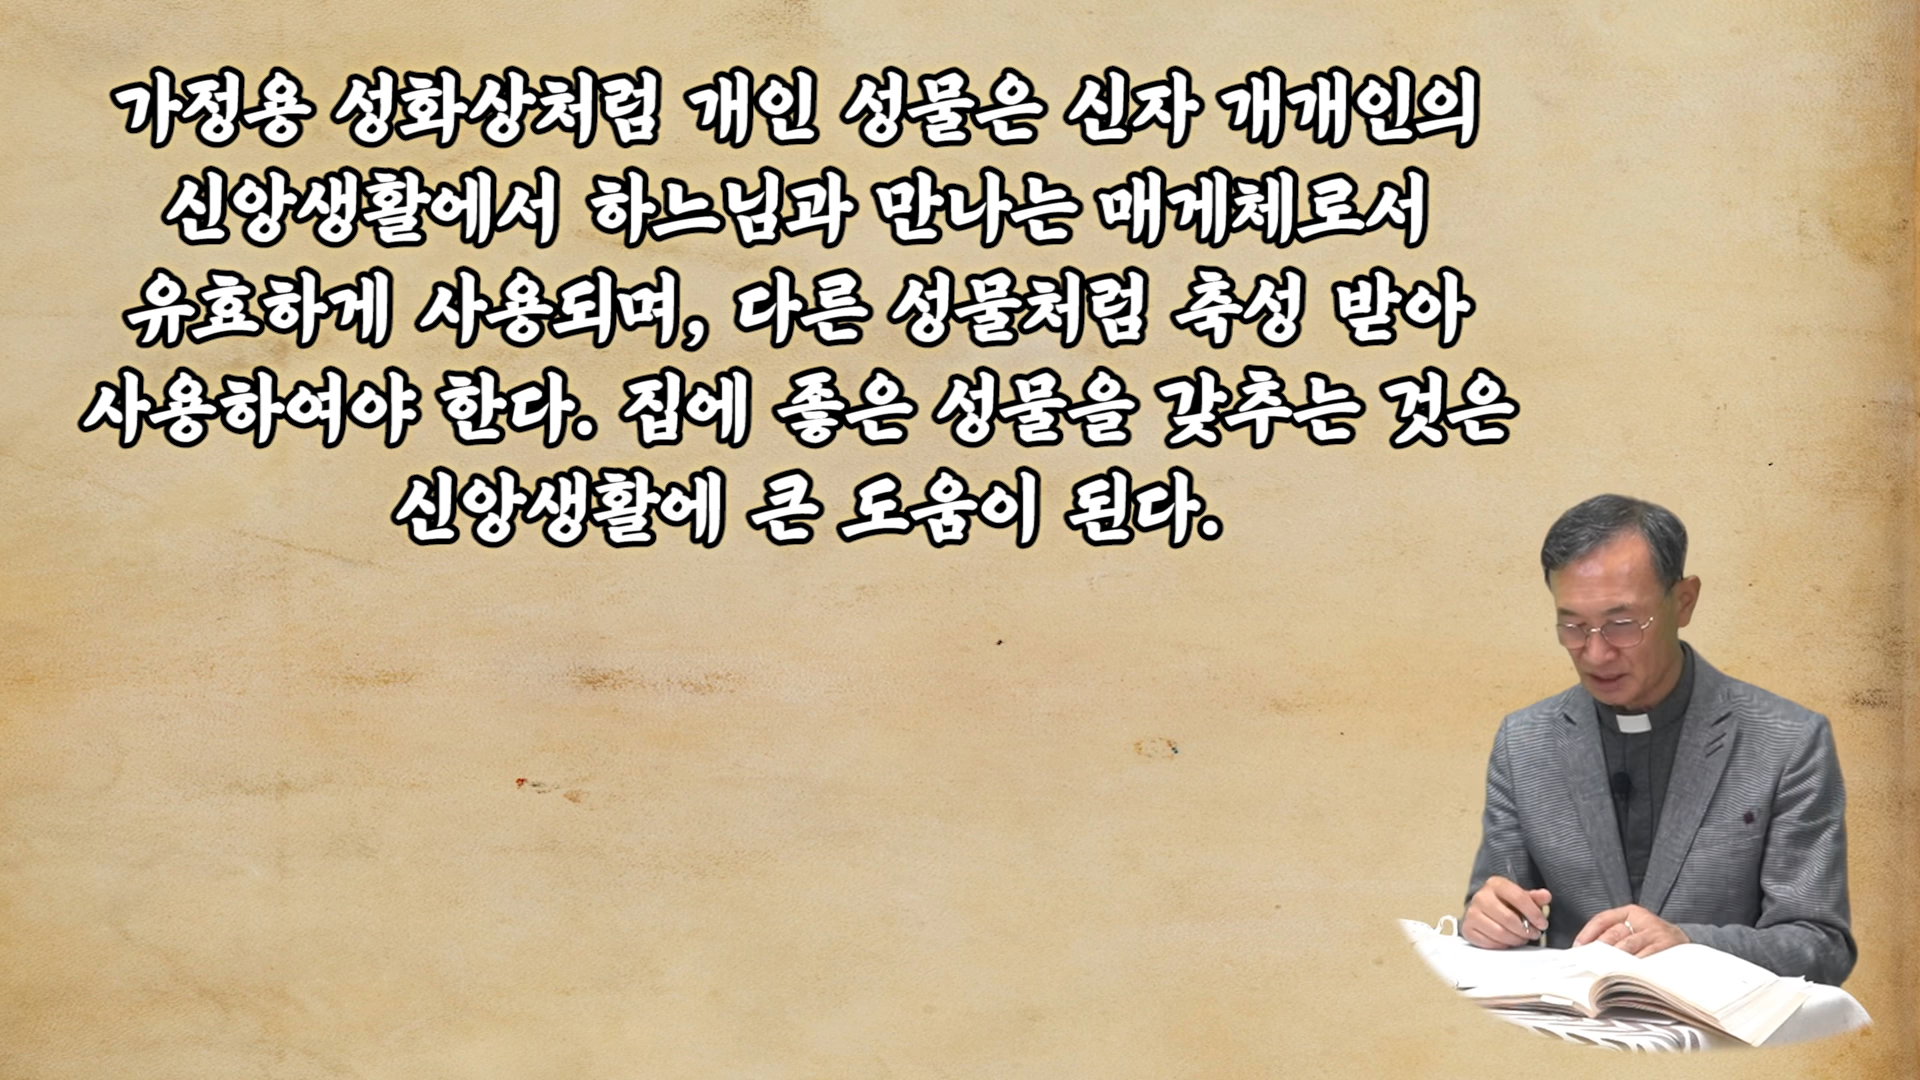 가정용 성화상처럼 개인 성물은 신자 개개인의
신앙생활에서 하느님과 만나는 매게체로서
유효하게 사용되며, 다른 성물처럼 축성 받아
사용하여야 한다. 집에 좋은 성물을 갖추는 것은
신앙생활에 큰 도움이 된다.